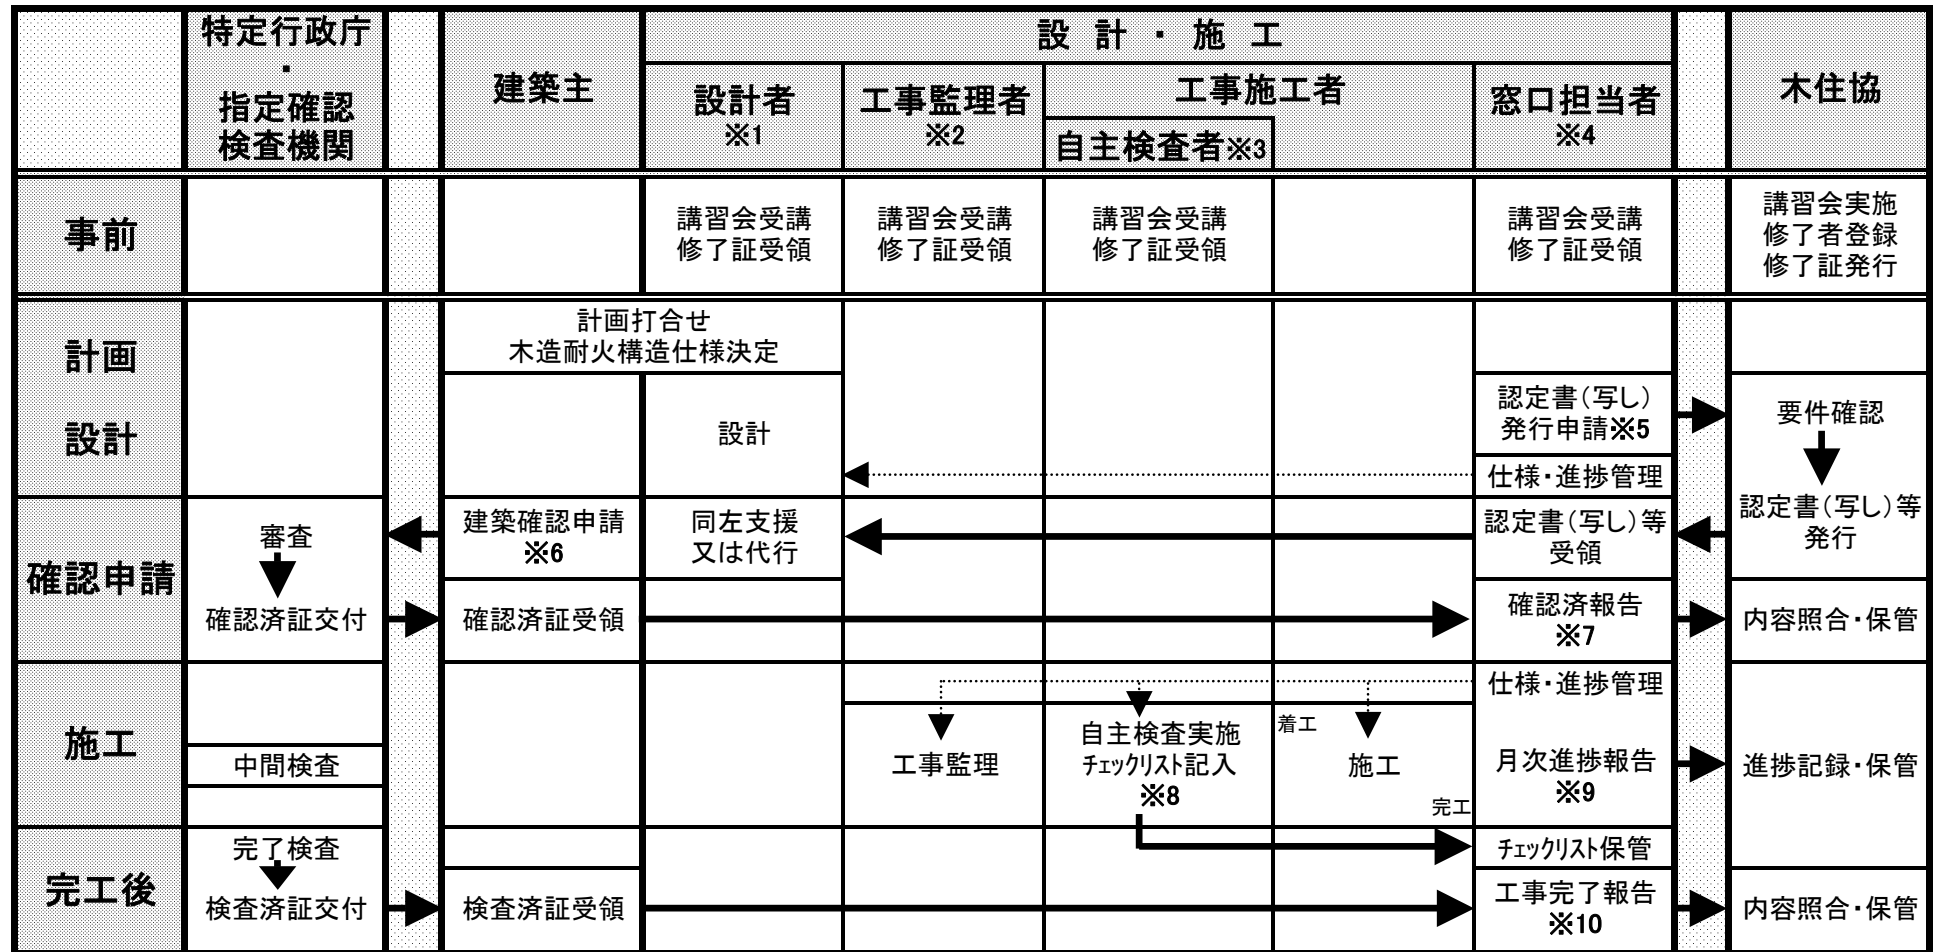 特定行政庁
・
指定確認
検査機関
建築主
設 計 ・ 施 工
設計者
※1
工事監理者
※2
工事施工者
自主検査者※3
窓口担当者
※4
木住協
事前
講習会受講
修了証受領
講習会受講
修了証受領
講習会受講
修了証受領
講習会受講
修了証受領
講習会実施
修了者登録
修了証発行
計画
設計
計画打合せ
木造耐火構造仕様決定
設計
認定書(写し)
発行申請※5
仕様・進捗管理
要件確認
認定書(写し)等
発行
確認申請
審査
確認済証交付
建築確認申請
※6
同左支援
又は代行
認定書(写し)等
受領
確認済証受領
確認済報告
※7
内容照合・保管
施工
中間検査
工事監理
自主検査実施
チェックリスト記入
※8
着工
施工
完工
仕様・進捗管理
月次進捗報告
※9
進捗記録・保管
完工後
完了検査
検査済証交付
検査済証受領
チェックリスト保管
工事完了報告
※10
内容照合・保管